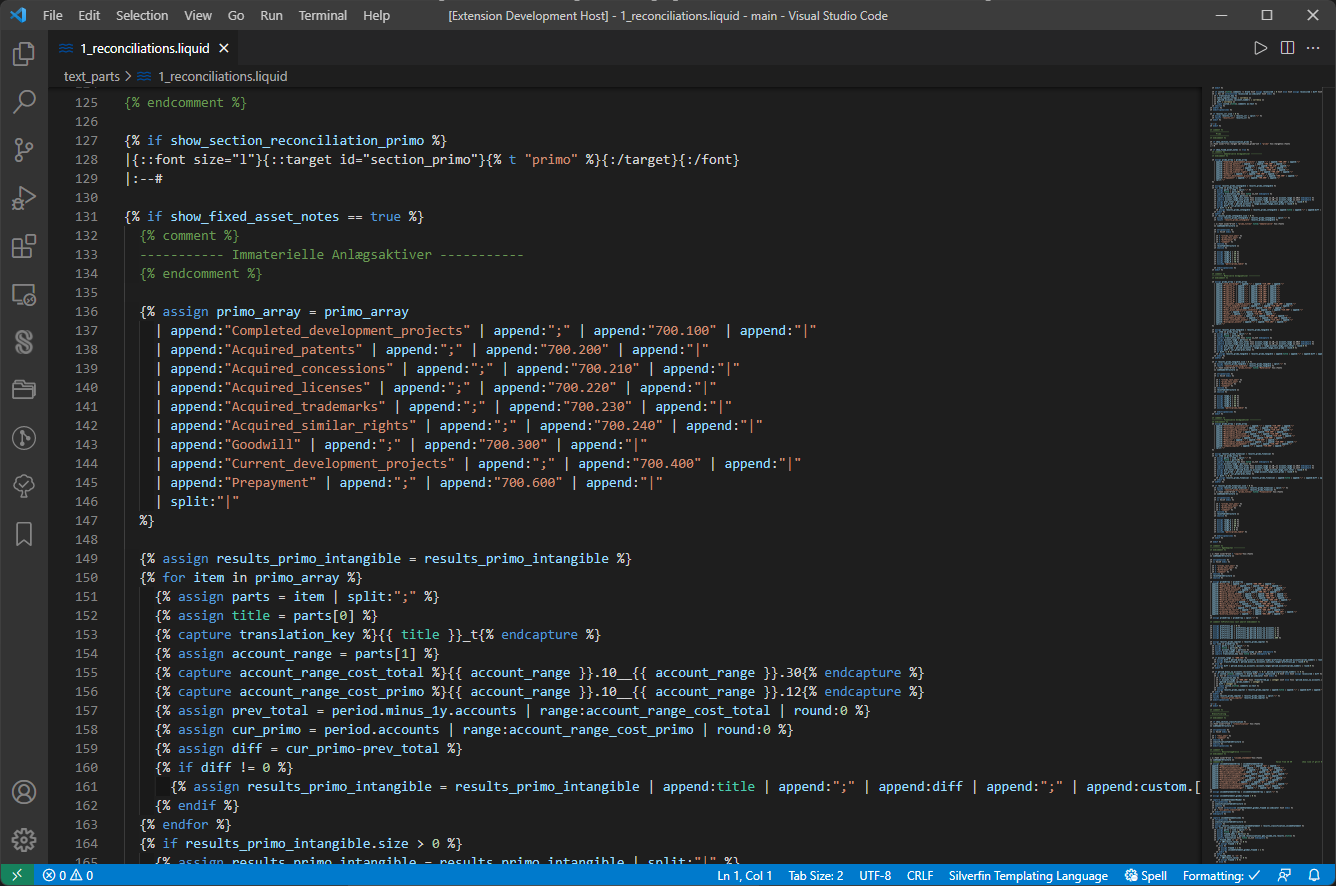 File Edit Selection View Go Run Terminal Help [Extension Development Host] - 1_reconciliations.liquid - main - Visual Studio Code
1_reconciliations.liquid
text_parts > 1_reconciliations.liquid
125 {% endcomment %}
126
127 {% if show_section_reconciliation_primo %}
128 |{::font size="l"}{::target id="section_primo"}{% t "primo" %}{:/target}{:/font}
129 |:--#
130
131 {% if show_fixed_asset_notes == true %}
132 {% comment %}
133 ----------- Immaterielle Anlægsaktiver -----------
134 {% endcomment %}
135
136 {% assign primo_array = primo_array
137 | append:"Completed_development_projects" | append:";" | append:"700.100" | append:"|"
138 | append:"Acquired_patents" | append:";" | append:"700.200" | append:"|"
139 | append:"Acquired_concessions" | append:";" | append:"700.210" | append:"|"
140 | append:"Acquired_licenses" | append:";" | append:"700.220" | append:"|"
141 | append:"Acquired_trademarks" | append:";" | append:"700.230" | append:"|"
142 | append:"Acquired_similar_rights" | append:";" | append:"700.240" | append:"|"
143 | append:"Goodwill" | append:";" | append:"700.300" | append:"|"
144 | append:"Current_development_projects" | append:";" | append:"700.400" | append:"|"
145 | append:"Prepayment" | append:";" | append:"700.600" | append:"|"
146 | split:"|"
147 %}
148
149 {% assign results_primo_intangible = results_primo_intangible %}
150 {% for item in primo_array %}
151 {% assign parts = item | split:";" %}
152 {% assign title = parts[0] %}
153 {% capture translation_key %}{{ title }}_t{% endcapture %}
154 {% assign account_range = parts[1] %}
155 {% capture account_range_cost_total %}{{ account_range }}.10__{{ account_range }}.30{% endcapture %}
156 {% capture account_range_cost_primo %}{{ account_range }}.10__{{ account_range }}.12{% endcapture %}
157 {% assign prev_total = period.minus_1y.accounts | range:account_range_cost_total | round:0 %}
158 {% assign cur_primo = period.accounts | range:account_range_cost_primo | round:0 %}
159 {% assign diff = cur_primo-prev_total %}
160 {% if diff != 0 %}
161 {% assign results_primo_intangible = results_primo_intangible | append:title | append:";" | append:diff | append:";" | append:custom.[
162 {% endif %}
163 {% endfor %}
164 {% if results_primo_intangible.size > 0 %}
165 {% assign results_primo_intangible = results_primo_intangible | split:"|" %}
0 0 Ln 1, Col 1 Tab Size: 2 UTF-8 CRLF Silverfin Templating Language Spell Formatting: